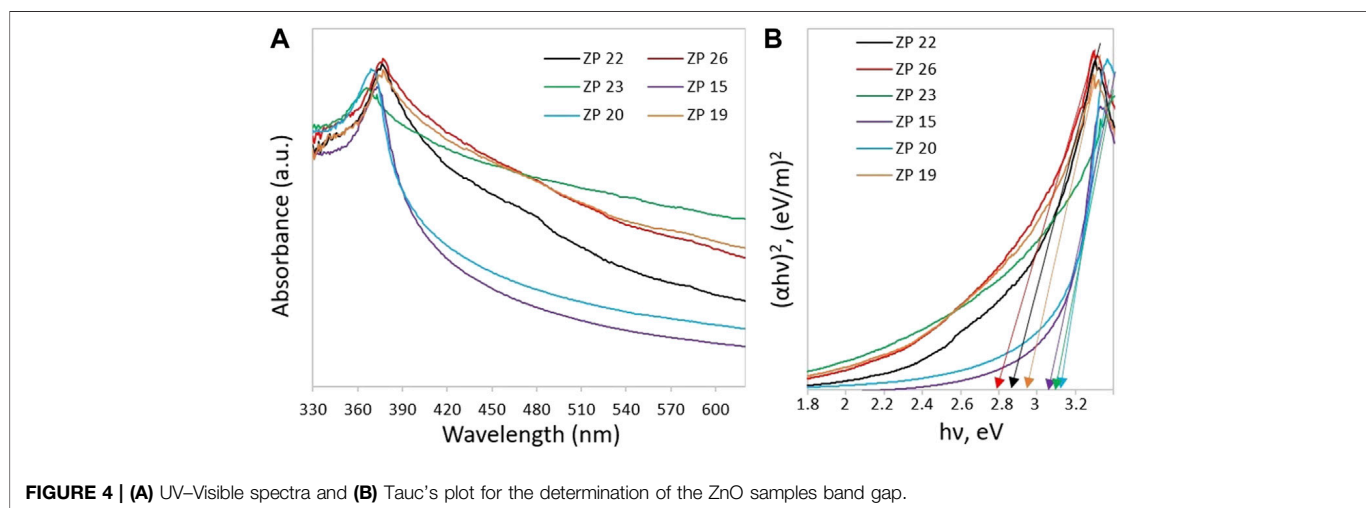 A
ZP 22 ZP 26
ZP 23 ZP 15
ZP 20 ZP 19
Absorbance (a.u.)
330 360 390 420 450 480 510 540 570 600
Wavelength (nm)
B
ZP 22
ZP 26
ZP 23
ZP 15
ZP 20
ZP 19
(αhν)², (eV/m)²
1.8 2 2.2 2.4 2.6 2.8 3 3.2
hν, eV
FIGURE 4 | (A) UV–Visible spectra and (B) Tauc's plot for the determination of the ZnO samples band gap.